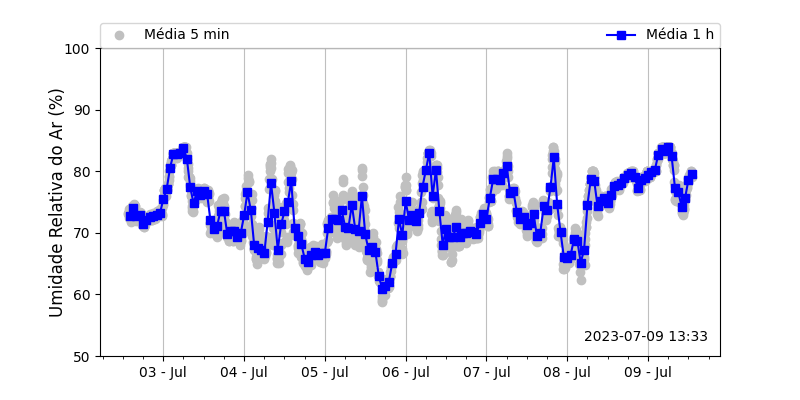 Média 5 min
Média 1 h
Umidade Relativa do Ar (%)
100
90
80
70
60
50
2023-07-09 13:33
03 - Jul
04 - Jul
05 - Jul
06 - Jul
07 - Jul
08 - Jul
09 - Jul